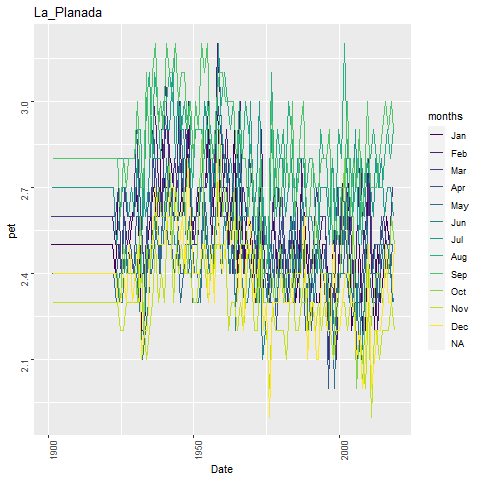 La_Planada
pet
3.0
2.7
2.4
2.1
1900
1950
2000
Date
months
Jan
Feb
Mar
Apr
May
Jun
Jul
Aug
Sep
Oct
Nov
Dec
NA